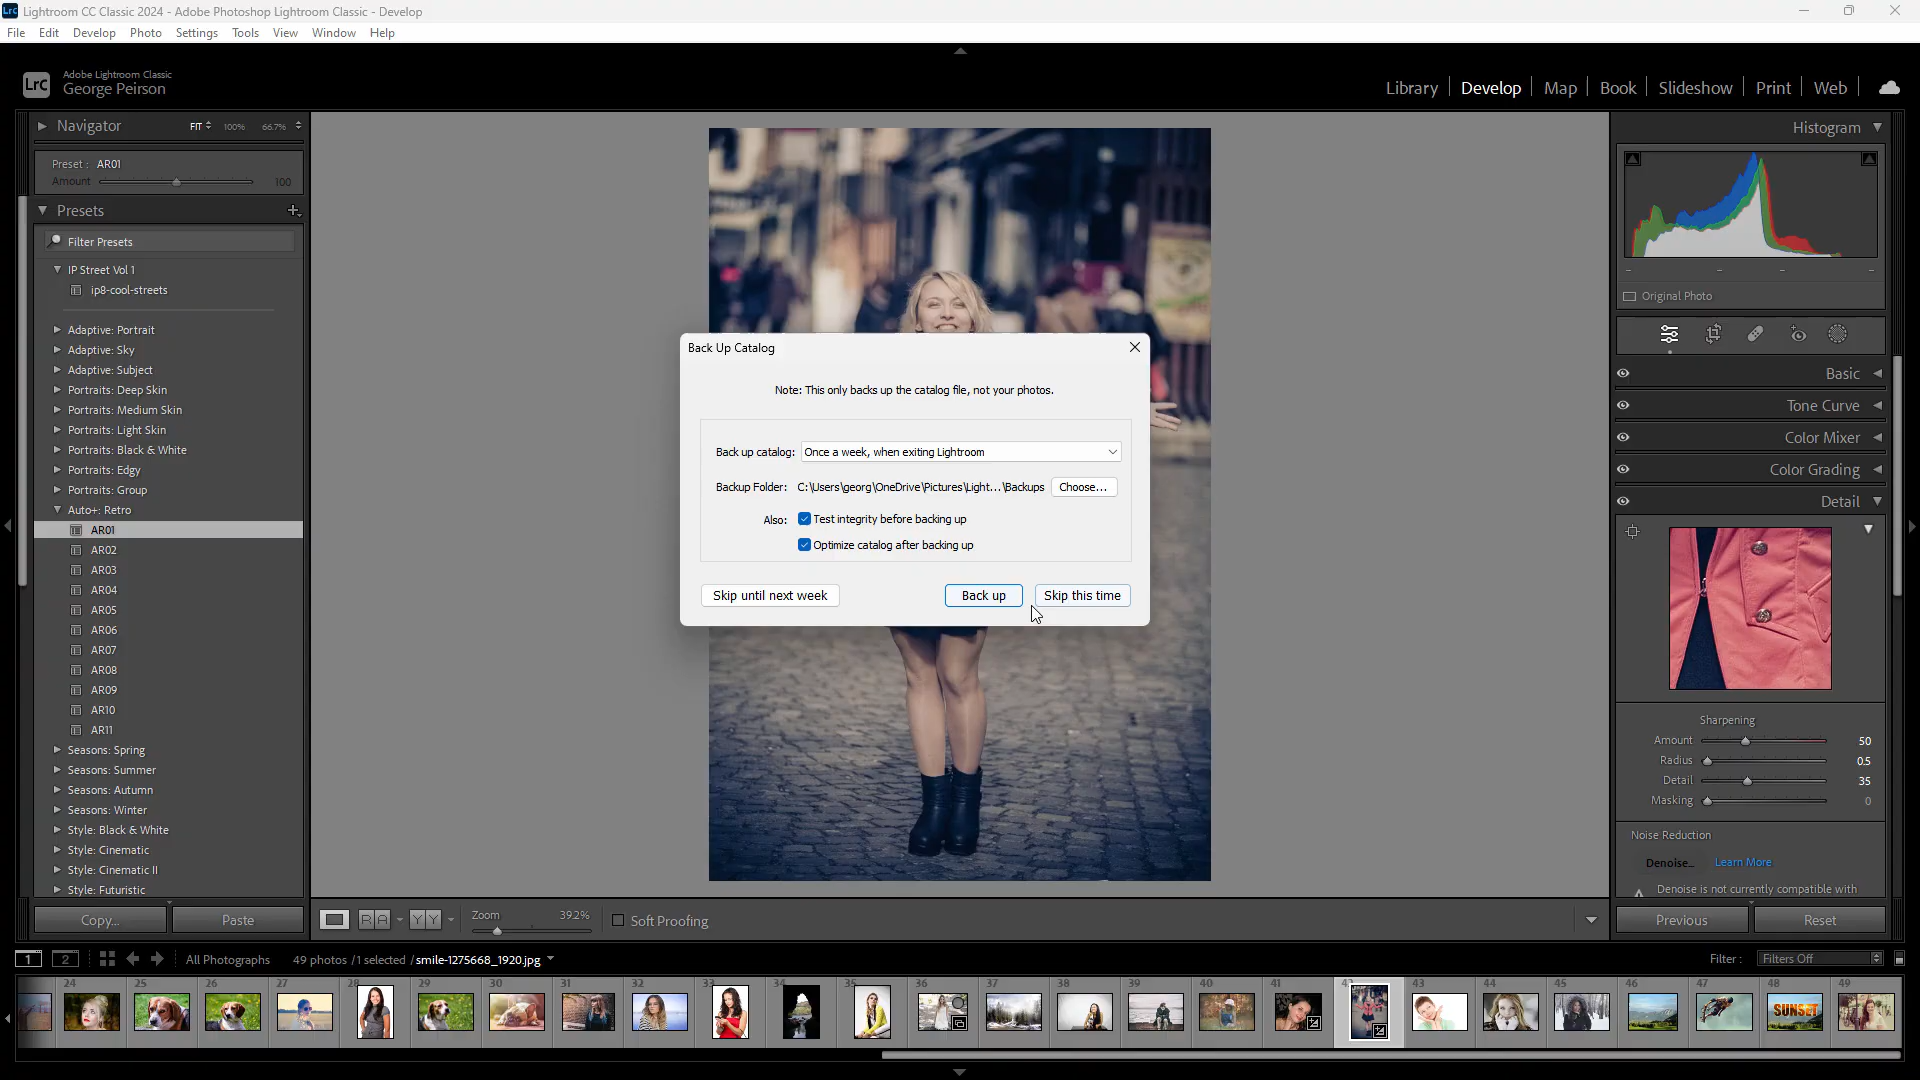 Lrc Lightroom CC Classic 2024 - Adobe Photoshop Lightroom Classic - Develop
File Edit Develop Photo Settings Tools View Window Help
LrC Adobe Lightroom Classic
George Peirson
Library Develop Map Book Slideshow Print Web
Navigator FIT 100% 66.7%
Preset : AR01
Amount 100
Presets
Filter Presets
IP Street Vol 1
ip8-cool-streets
Adaptive: Portrait
Adaptive: Sky
Adaptive: Subject
Portraits: Deep Skin
Portraits: Medium Skin
Portraits: Light Skin
Portraits: Black & White
Portraits: Edgy
Portraits: Group
Auto+: Retro
AR01
AR02
AR03
AR04
AR05
AR06
AR07
AR08
AR09
AR10
AR11
Seasons: Spring
Seasons: Summer
Seasons: Autumn
Seasons: Winter
Style: Black & White
Style: Cinematic
Style: Cinematic II
Style: Futuristic
Copy... Paste
Back Up Catalog
Note: This only backs up the catalog file, not your photos.
Back up catalog: Once a week, when exiting Lightroom
Backup Folder: C:\Users\georg\OneDrive\Pictures\Light...\Backups Choose...
Also: Test integrity before backing up
Optimize catalog after backing up
Skip until next week Back up Skip this time
Histogram
Original Photo
Basic
Tone Curve
Color Mixer
Color Grading
Detail
Sharpening
Amount 50
Radius 0.5
Detail 35
Masking 0
Noise Reduction
Denoise... Learn More
Denoise is not currently compatible with
Previous Reset
RA YY Zoom 39.2% Soft Proofing
1 2 All Photographs 49 photos /1 selected /smile-1275668_1920.jpg Filter : Filters Off
24 25 26 27 28 29 30 31 32 33 34 35 36 37 38 39 40 41 42 43 44 45 46 47 48 49
SUNSET